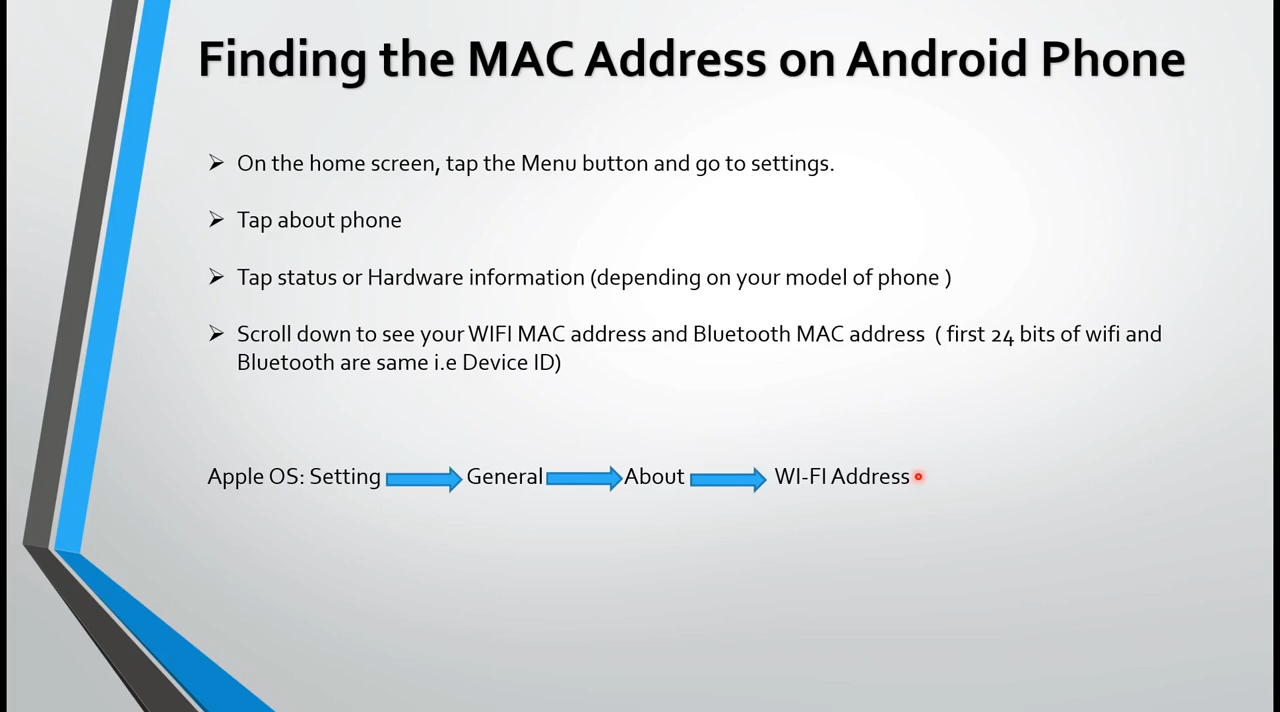 Finding the MAC Address on Android Phone
➢ On the home screen, tap the Menu button and go to settings.
➢ Tap about phone
➢ Tap status or Hardware information (depending on your model of phone )
➢ Scroll down to see your WIFI MAC address and Bluetooth MAC address ( first 24 bits of wifi and
Bluetooth are same i.e Device ID)
Apple OS: Setting General About WI-FI Address